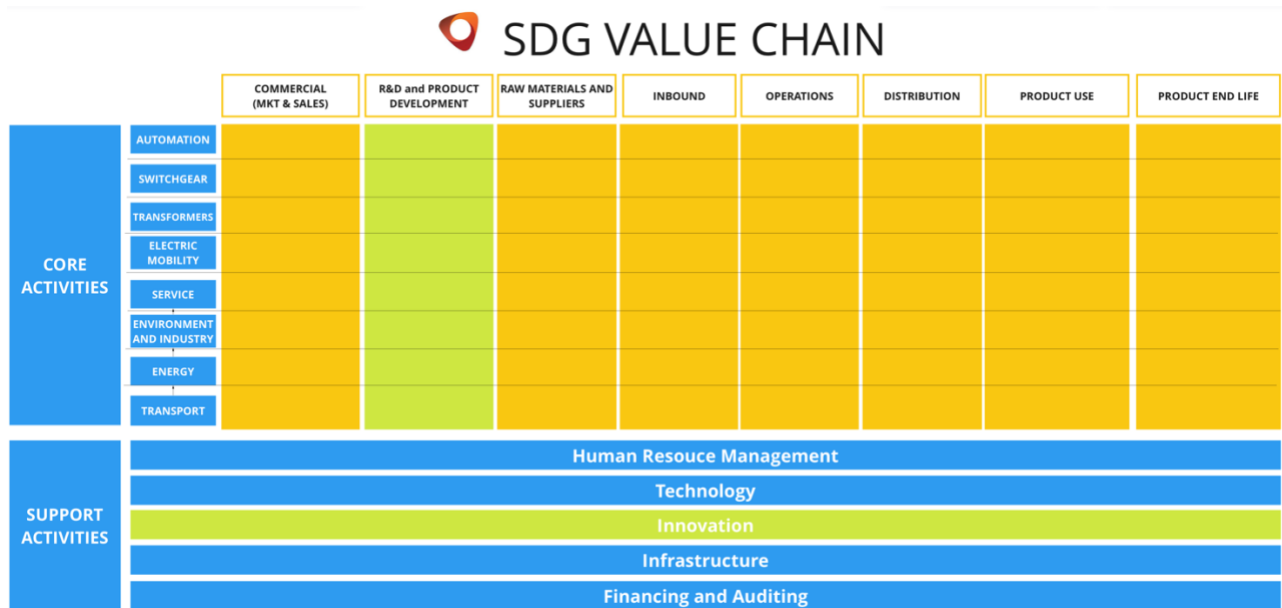 SDG VALUE CHAIN
COMMERCIAL
(MKT & SALES)
R&D and PRODUCT
DEVELOPMENT
RAW MATERIALS AND
SUPPLIERS
INBOUND
OPERATIONS
DISTRIBUTION
PRODUCT USE
PRODUCT END LIFE
CORE
ACTIVITIES
AUTOMATION
SWITCHGEAR
TRANSFORMERS
ELECTRIC
MOBILITY
SERVICE
ENVIRONMENT
AND INDUSTRY
ENERGY
TRANSPORT
SUPPORT
ACTIVITIES
Human Resouce Management
Technology
Innovation
Infrastructure
Financing and Auditing